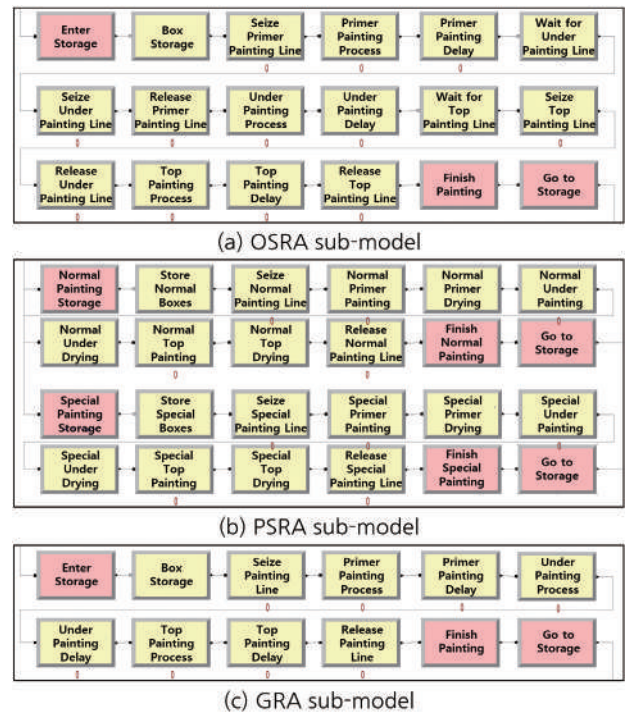 Enter Storage
Box Storage
Seize Primer Painting Line
Primer Painting Process
Primer Painting Delay
Wait for Under Painting Line
Seize Under Painting Line
Release Primer Painting Line
Under Painting Process
Under Painting Delay
Wait for Top Painting Line
Seize Top Painting Line
Release Under Painting Line
Top Painting Process
Top Painting Delay
Release Top Painting Line
Finish Painting
Go to Storage
(a) OSRA sub-model
Normal Painting Storage
Store Normal Boxes
Seize Normal Painting Line
Normal Primer Painting
Normal Primer Drying
Normal Under Painting
Normal Under Drying
Normal Top Painting
Normal Top Drying
Release Normal Painting Line
Finish Normal Painting
Go to Storage
Special Painting Storage
Store Special Boxes
Seize Special Painting Line
Special Primer Painting
Special Primer Drying
Special Under Painting
Special Under Drying
Special Top Painting
Special Top Drying
Release Special Painting Line
Finish Special Painting
Go to Storage
(b) PSRA sub-model
Enter Storage
Box Storage
Seize Painting Line
Primer Painting Process
Primer Painting Delay
Under Painting Process
Under Painting Delay
Top Painting Process
Top Painting Delay
Release Painting Line
Finish Painting
Go to Storage
(c) GRA sub-model